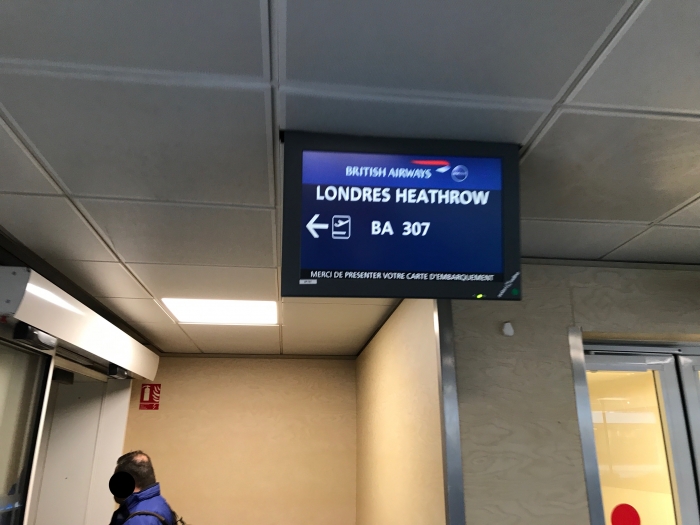 BRITISH AIRWAYS
LONDRES HEATHROW
BA 307
MERCI DE PRESENTER VOTRE CARTE D'EMBARQUEMENT